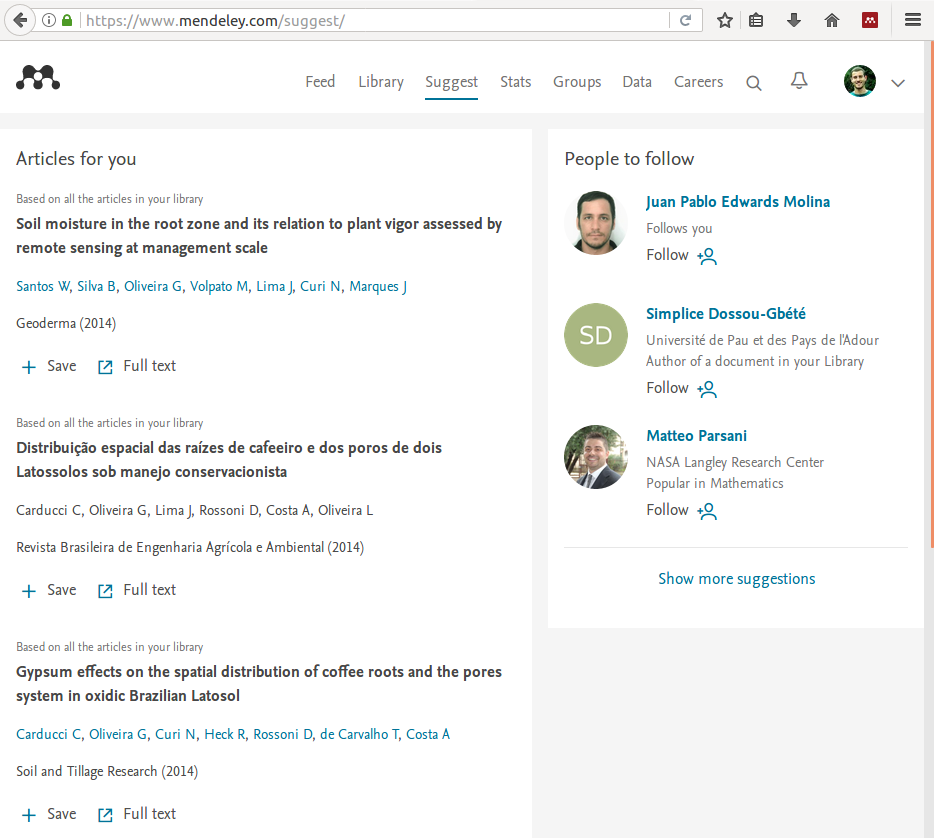 https://www.mendeley.com/suggest/
Feed Library Suggest Stats Groups Data Careers
Articles for you
Based on all the articles in your library
Soil moisture in the root zone and its relation to plant vigor assessed by
remote sensing at management scale
Santos W, Silva B, Oliveira G, Volpato M, Lima J, Curi N, Marques J
Geoderma (2014)
Save Full text
Based on all the articles in your library
Distribuição espacial das raízes de cafeeiro e dos poros de dois
Latossolos sob manejo conservacionista
Carducci C, Oliveira G, Lima J, Rossoni D, Costa A, Oliveira L
Revista Brasileira de Engenharia Agrícola e Ambiental (2014)
Save Full text
Based on all the articles in your library
Gypsum effects on the spatial distribution of coffee roots and the pores
system in oxidic Brazilian Latosol
Carducci C, Oliveira G, Curi N, Heck R, Rossoni D, de Carvalho T, Costa A
Soil and Tillage Research (2014)
Save Full text
People to follow
Juan Pablo Edwards Molina
Follows you
Follow
SD
Simplice Dossou-Gbété
Université de Pau et des Pays de l'Adour
Author of a document in your Library
Follow
Matteo Parsani
NASA Langley Research Center
Popular in Mathematics
Follow
Show more suggestions